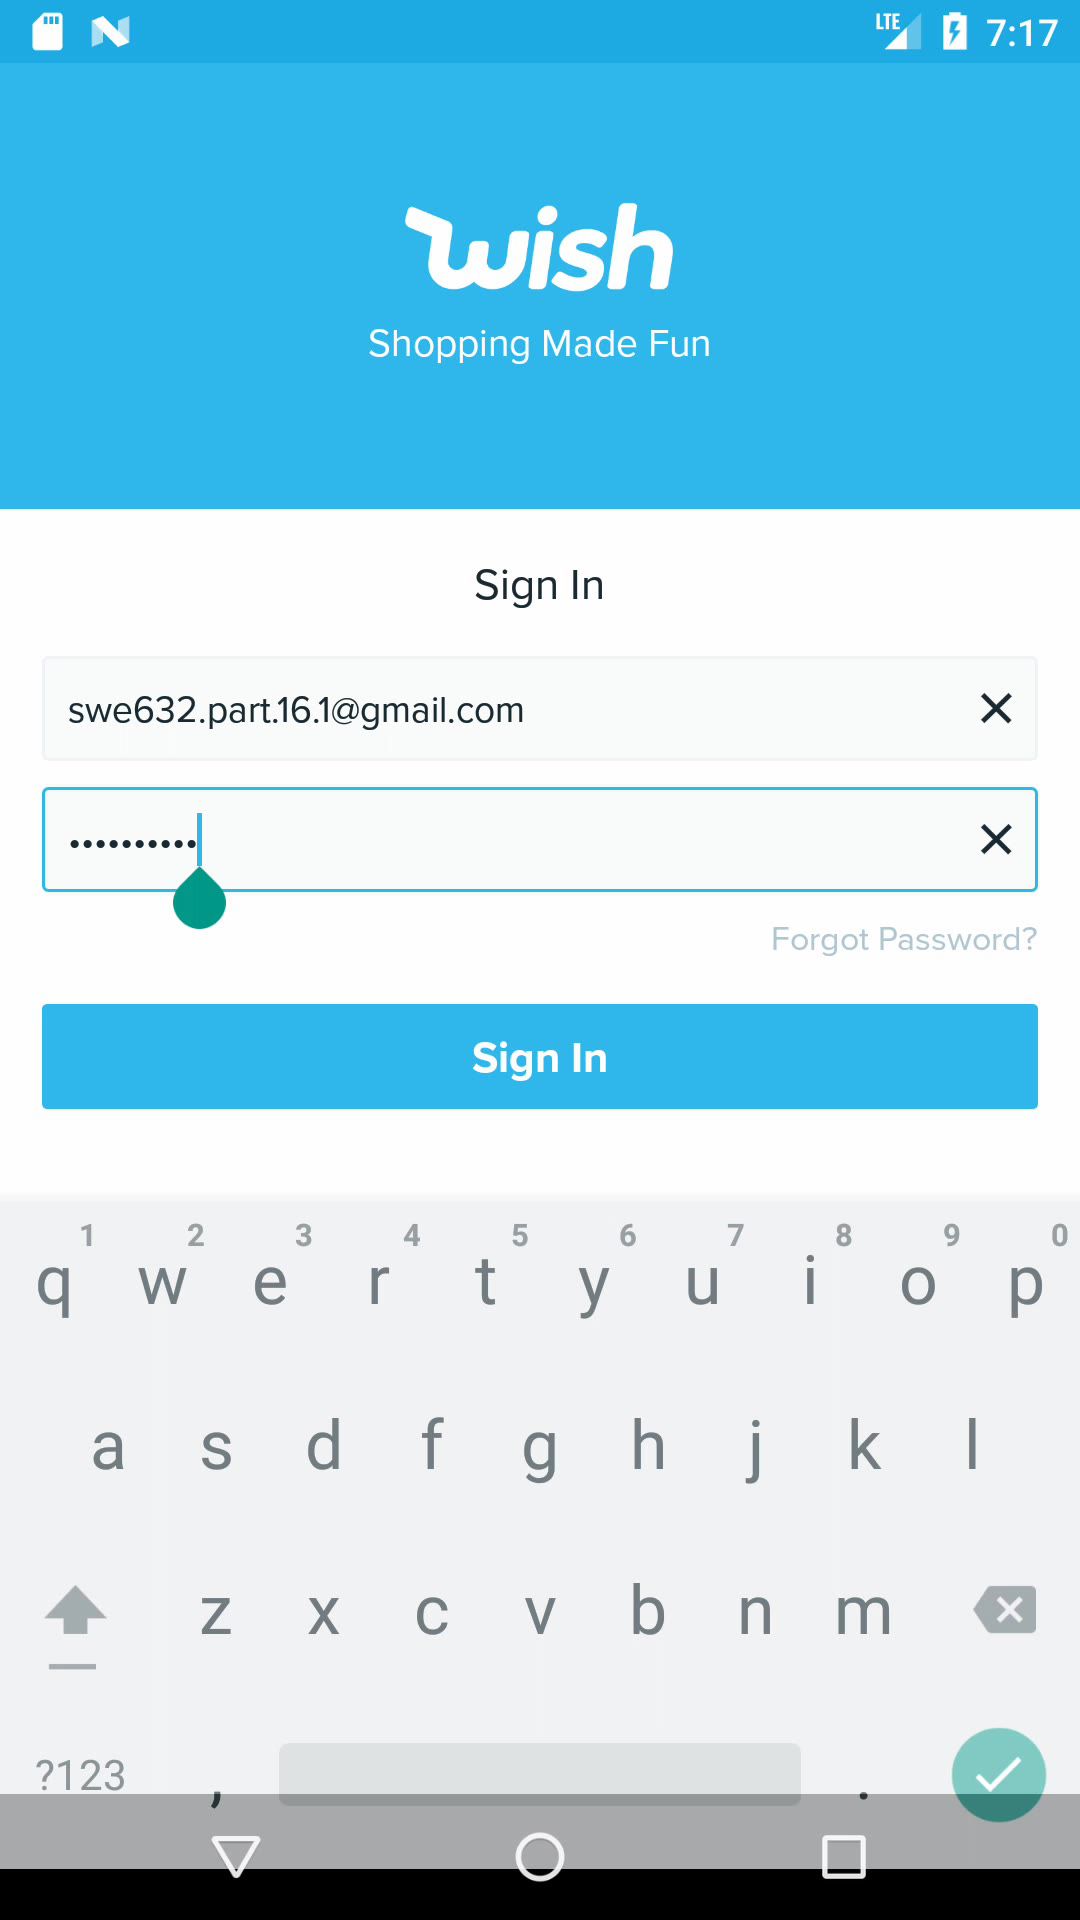 LTE 7:17
wish
Shopping Made Fun
Sign In
swe632.part.16.1@gmail.com
••••••••••
Forgot Password?
Sign In
1 2 3 4 5 6 7 8 9 0
q w e r t y u i o p
a s d f g h j k l
z x c v b n m
?123 , .